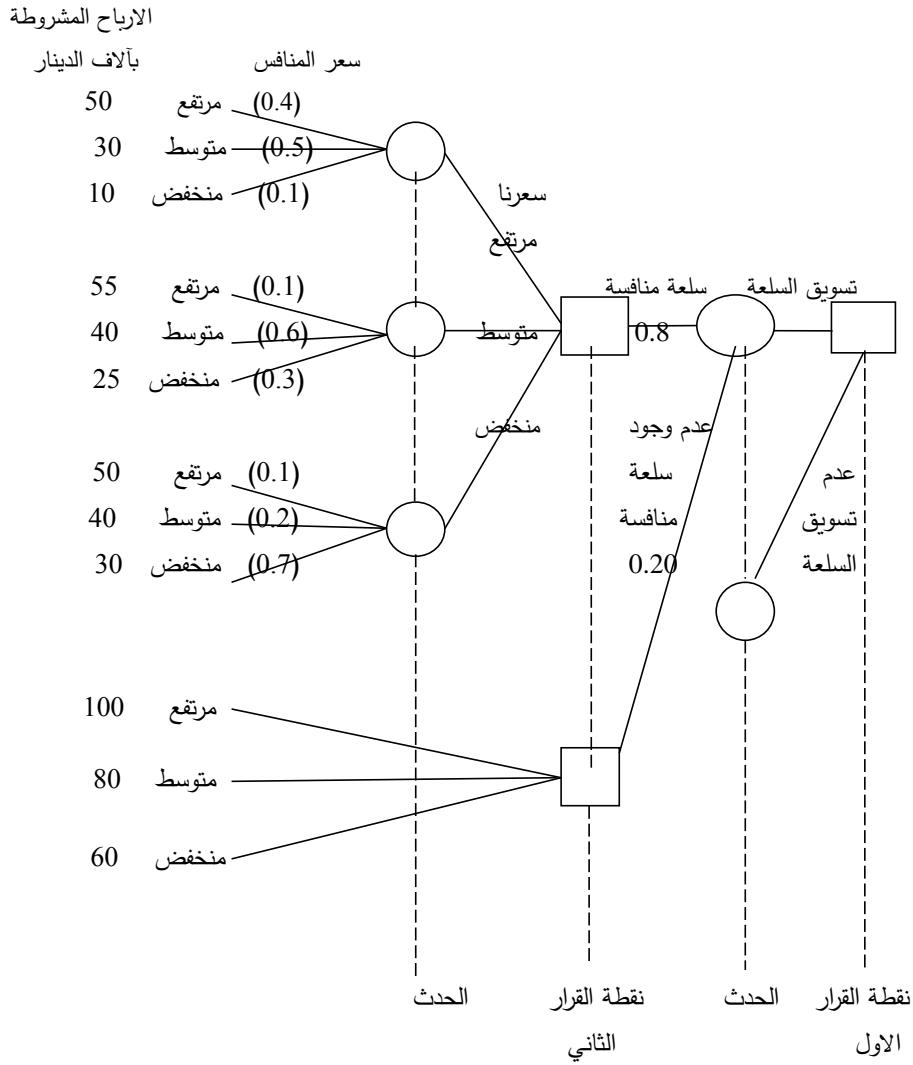 الارباح المشروطة
بآلاف الدينار
سعر المنافس
50 مرتفع (0.4)
30 متوسط (0.5)
10 منخفض (0.1)
سعرنا
مرتفع
55 مرتفع (0.1)
40 متوسط (0.6)
25 منخفض (0.3)
متوسط
سلعة منافسة
0.8
تسويق السلعة
منخفض
50 مرتفع (0.1)
40 متوسط (0.2)
30 منخفض (0.7)
عدم وجود
سلعة
منافسة
0.20
عدم
تسويق
السلعة
100 مرتفع
80 متوسط
60 منخفض
نقطة القرار
الاول
الحدث
نقطة القرار
الثاني
الحدث